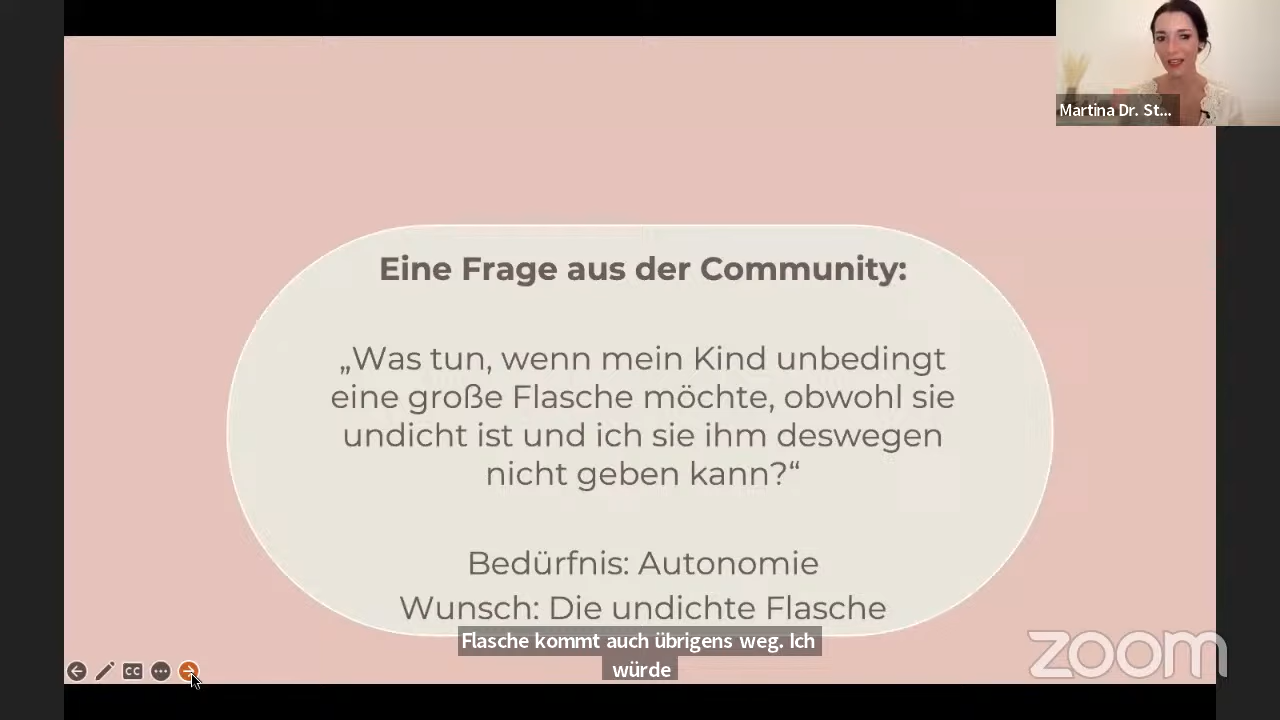 Martina Dr. St...
Eine Frage aus der Community:
„Was tun, wenn mein Kind unbedingt
eine große Flasche möchte, obwohl sie
undicht ist und ich sie ihm deswegen
nicht geben kann?“
Bedürfnis: Autonomie
Wunsch: Die undichte Flasche
Flasche kommt auch übrigens weg. Ich
würde
CC
zoom